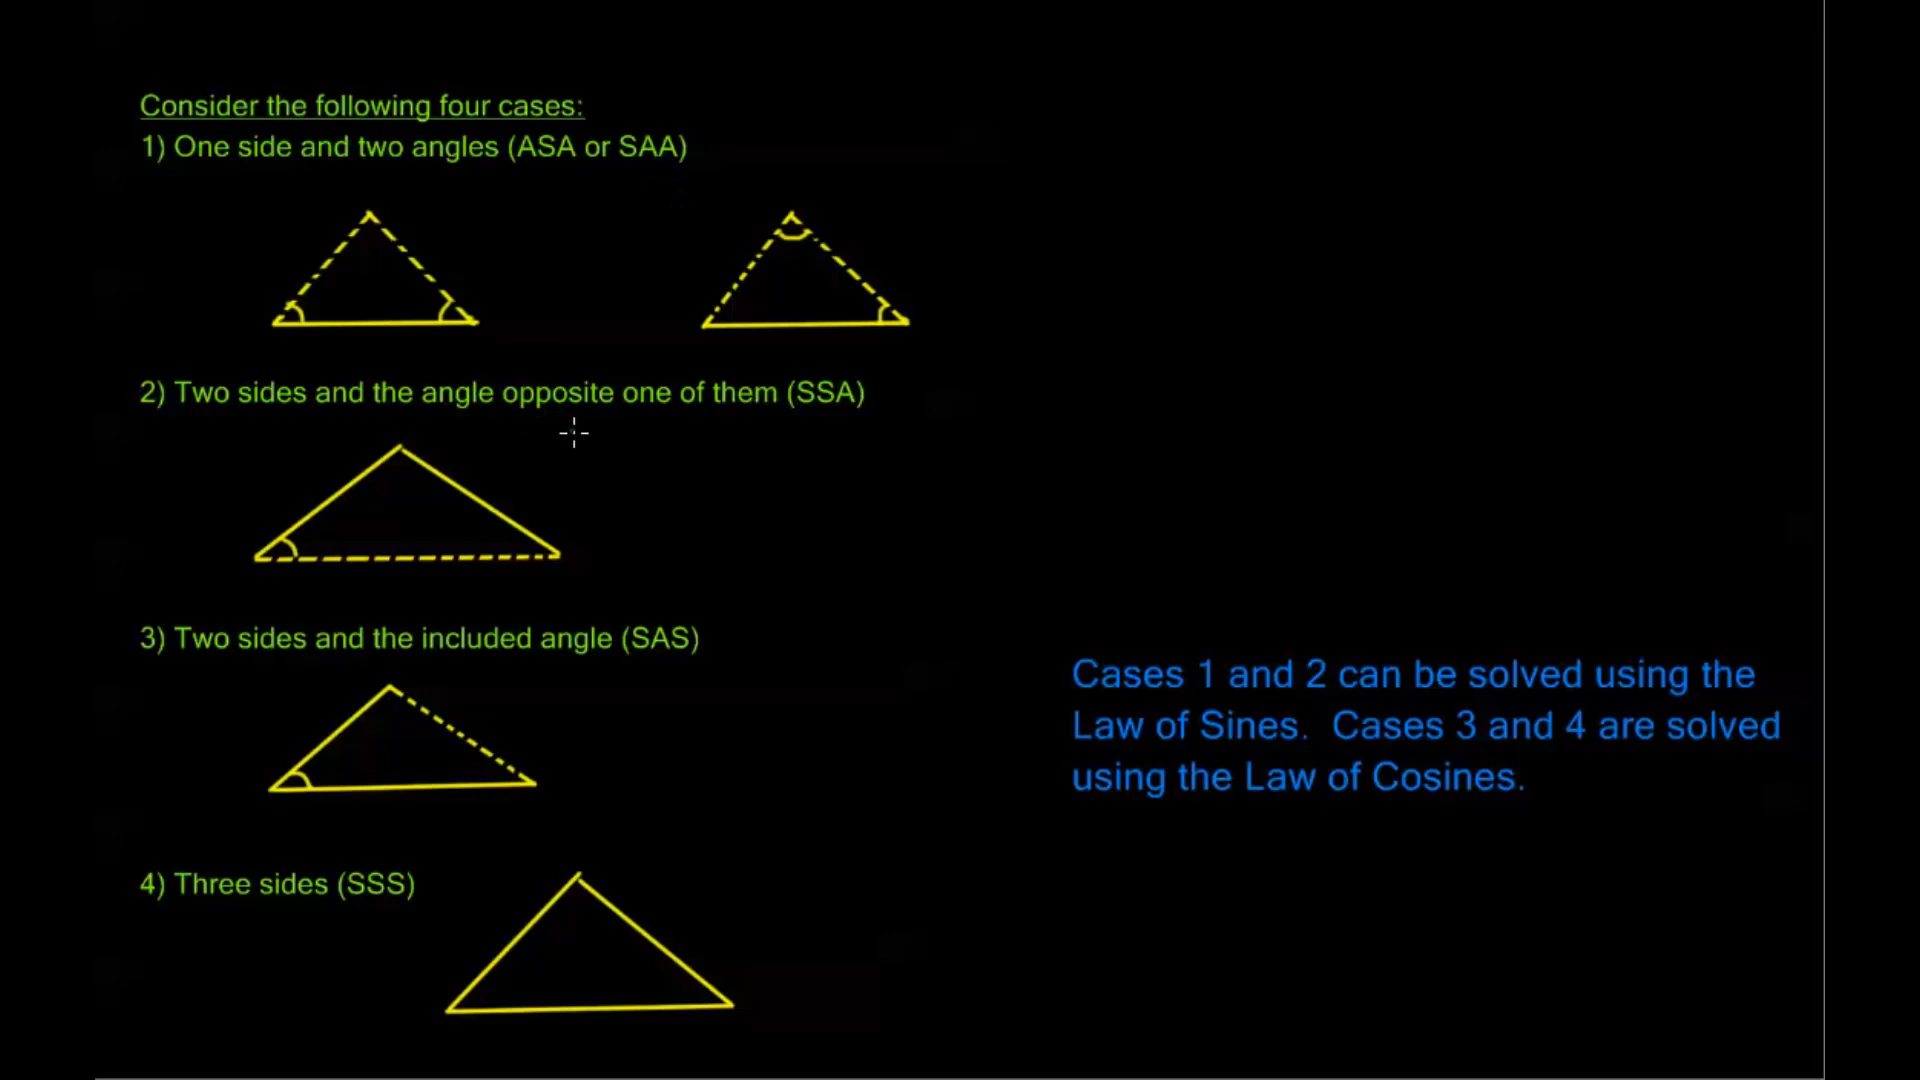 Consider the following four cases:
1) One side and two angles (ASA or SAA)
2) Two sides and the angle opposite one of them (SSA)
3) Two sides and the included angle (SAS)
Cases 1 and 2 can be solved using the
Law of Sines.  Cases 3 and 4 are solved
using the Law of Cosines.
4) Three sides (SSS)